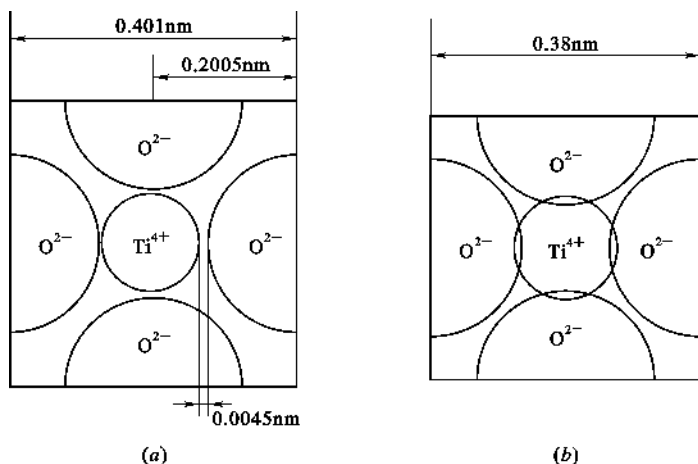 0.401nm
0.2005nm
O²⁻
O²⁻
Ti⁴⁺
O²⁻
O²⁻
0.0045nm
(a)
0.38nm
O²⁻
O²⁻
Ti⁴⁺
O²⁻
O²⁻
(b)